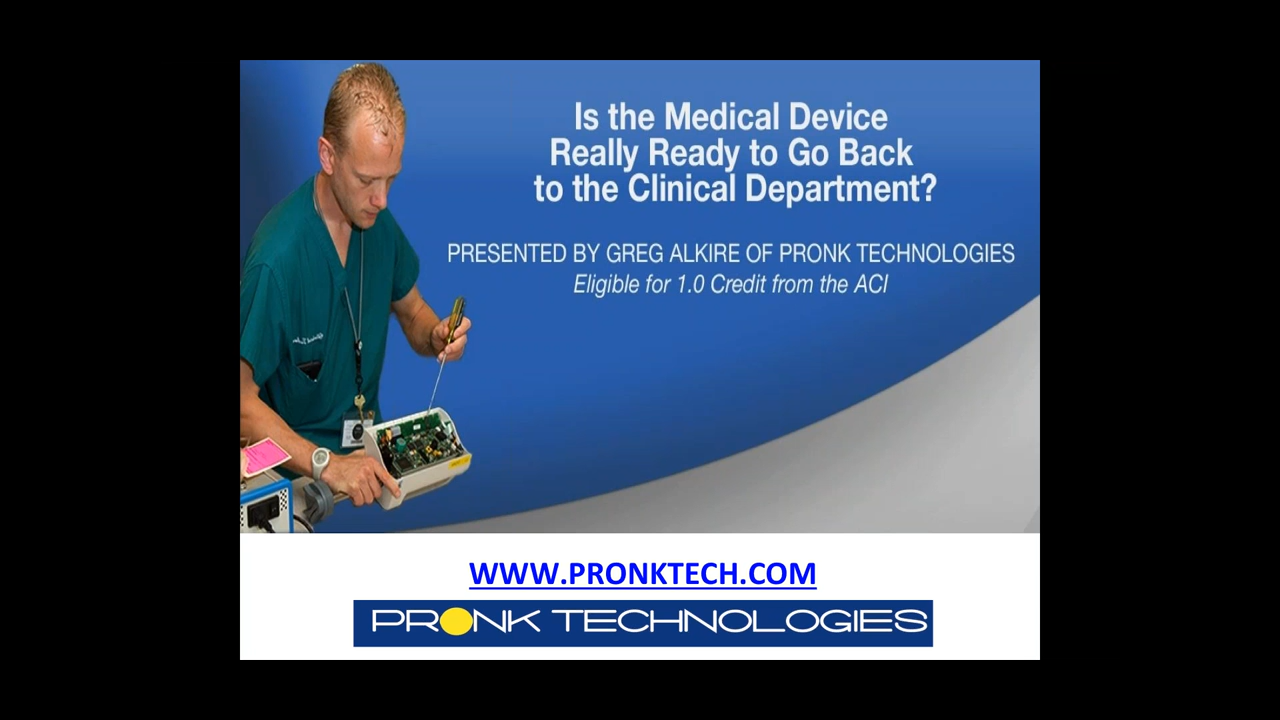 Is the Medical Device
Really Ready to Go Back
to the Clinical Department?
PRESENTED BY GREG ALKIRE OF PRONK TECHNOLOGIES
Eligible for 1.0 Credit from the ACI
WWW.PRONKTECH.COM
PRONK TECHNOLOGIES